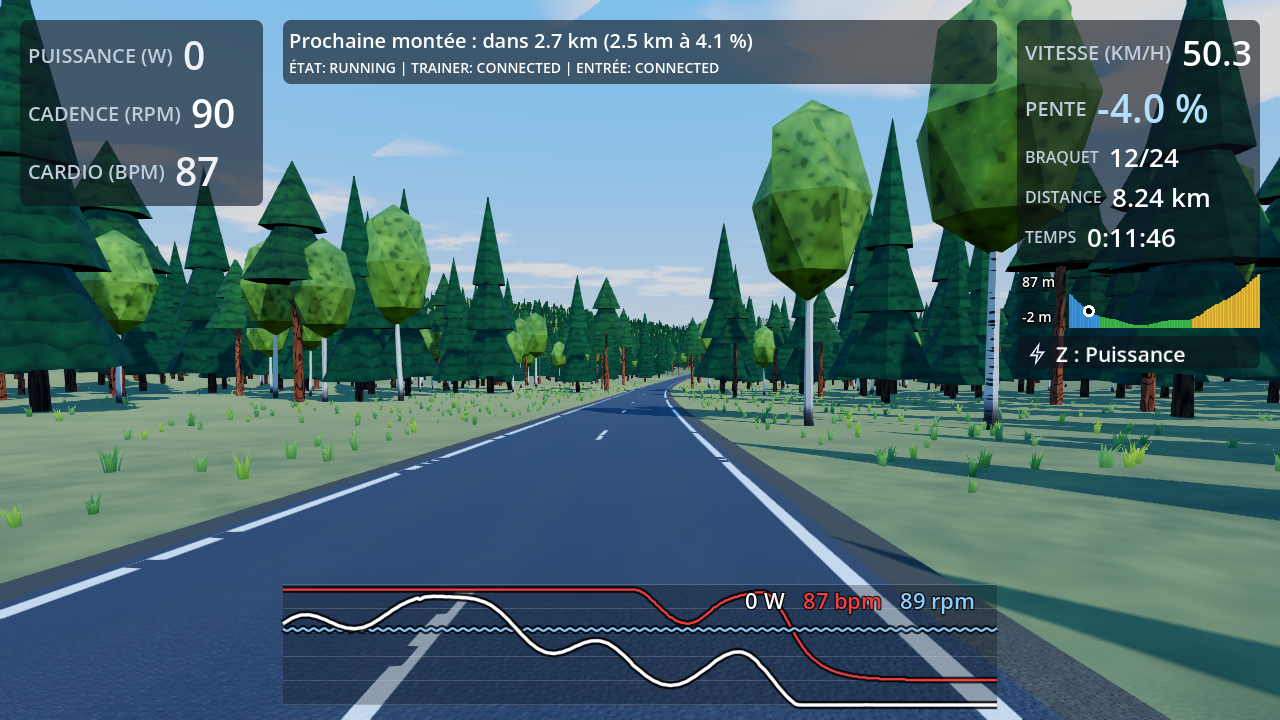 PUISSANCE (W) 0
CADENCE (RPM) 90
CARDIO (BPM) 87
Prochaine montée : dans 2.7 km (2.5 km à 4.1 %)
ÉTAT: RUNNING | TRAINER: CONNECTED | ENTRÉE: CONNECTED
VITESSE (KM/H) 50.3
PENTE -4.0 %
BRAQUET 12/24
DISTANCE 8.24 km
TEMPS 0:11:46
87 m
-2 m
Z : Puissance
0 W 87 bpm 89 rpm